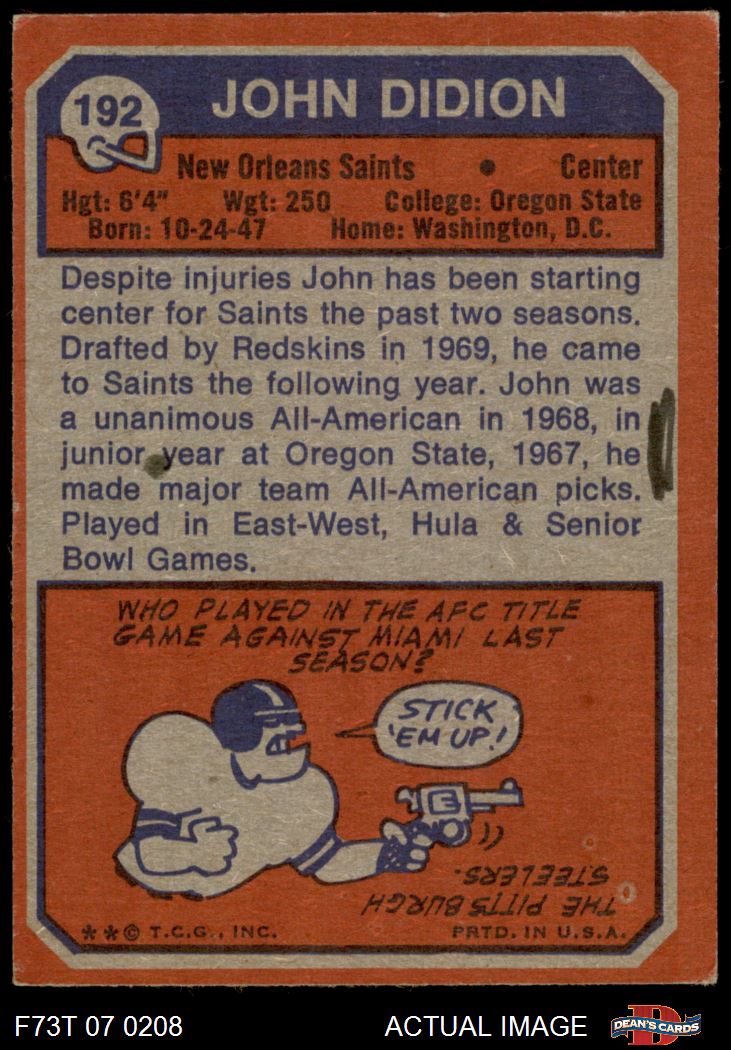 192
JOHN DIDION
New Orleans Saints • Center
Hgt: 6'4" Wgt: 250 College: Oregon State
Born: 10-24-47 Home: Washington, D.C.
Despite injuries John has been starting
center for Saints the past two seasons.
Drafted by Redskins in 1969, he came
to Saints the following year. John was
a unanimous All-American in 1968, in
junior year at Oregon State, 1967, he
made major team All-American picks.
Played in East-West, Hula & Senior
Bowl Games.
WHO PLAYED IN THE AFC TITLE
GAME AGAINST MIAMI LAST
SEASON?
STICK
'EM UP!
THE PITTSBURGH
STEELERS.
**© T.C.G., INC. PRTD. IN U.S.A.
F73T 07 0208 ACTUAL IMAGE
D
DEAN'S CARDS